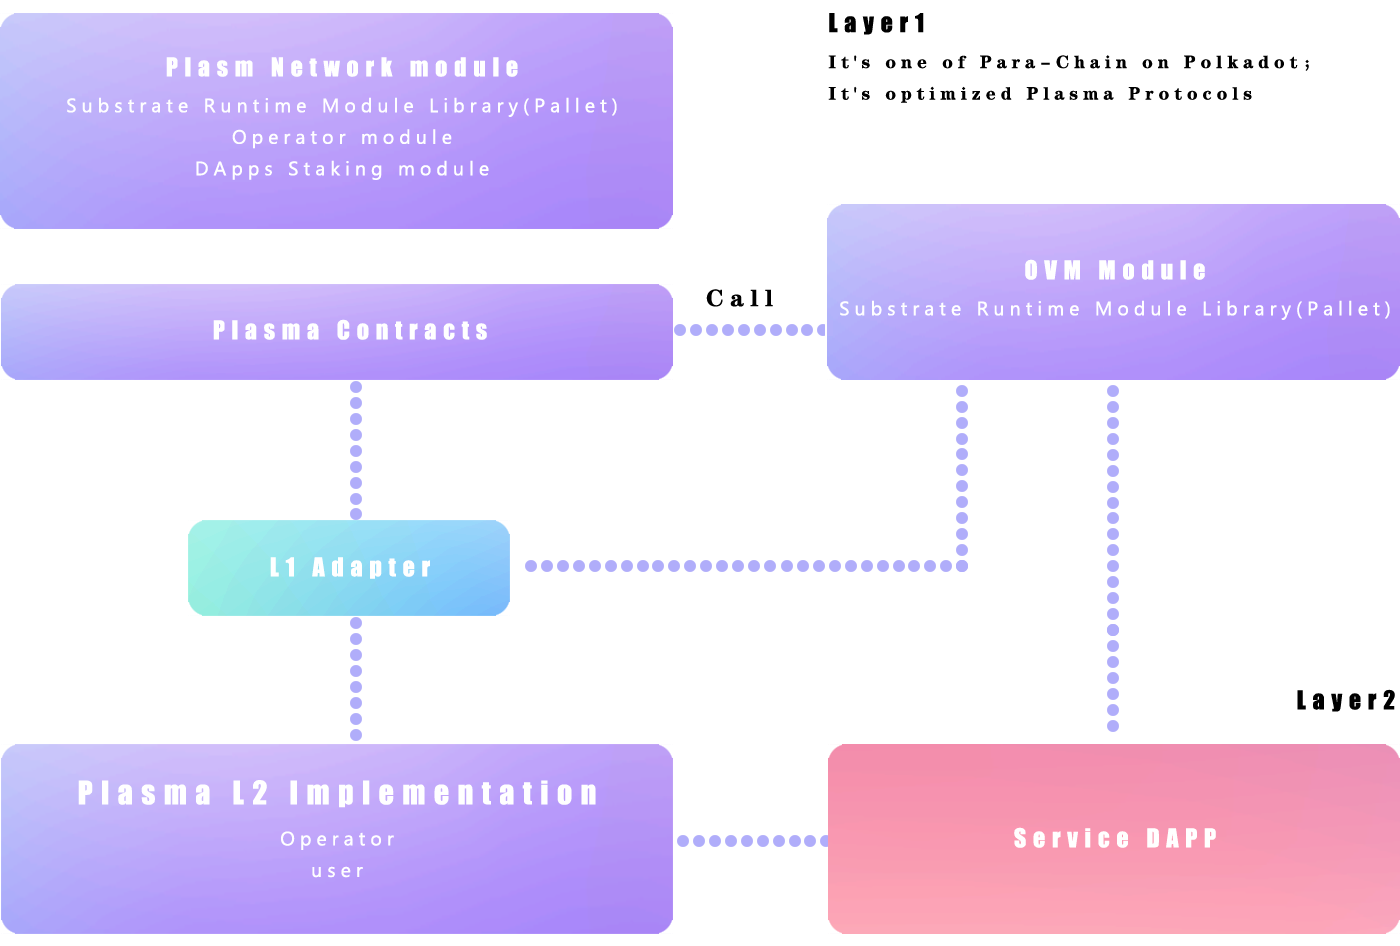 Plasm Network module
Substrate Runtime Module Library(Pallet)
Operator module
DApps Staking module
Layer1
It's one of Para-Chain on Polkadot;
It's optimized Plasma Protocols
OVM Module
Substrate Runtime Module Library(Pallet)
Call
Plasma Contracts
L1 Adapter
Layer2
Plasma L2 Implementation
Operator
user
Service DAPP